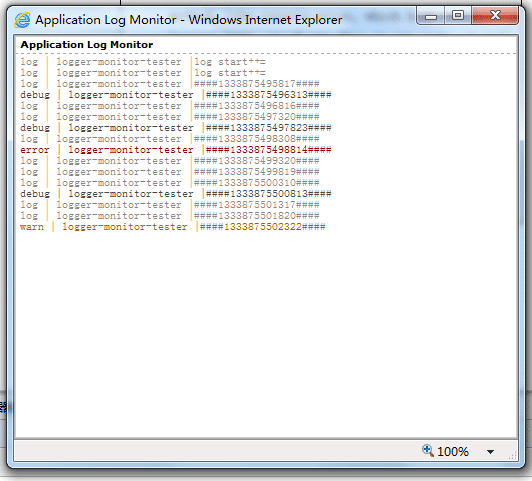 Application Log Monitor - Windows Internet Explorer
Application Log Monitor
log | logger-monitor-tester |log start++=
log | logger-monitor-tester |log start++=
log | logger-monitor-tester |####1333875495817####
debug | logger-monitor-tester |####1333875496313####
log | logger-monitor-tester |####1333875496816####
log | logger-monitor-tester |####1333875497320####
debug | logger-monitor-tester |####1333875497823####
log | logger-monitor-tester |####1333875498308####
error | logger-monitor-tester |####1333875498814####
log | logger-monitor-tester |####1333875499320####
log | logger-monitor-tester |####1333875499819####
log | logger-monitor-tester |####1333875500310####
debug | logger-monitor-tester |####1333875500813####
log | logger-monitor-tester |####1333875501317####
log | logger-monitor-tester |####1333875501820####
warn | logger-monitor-tester |####1333875502322####
100%